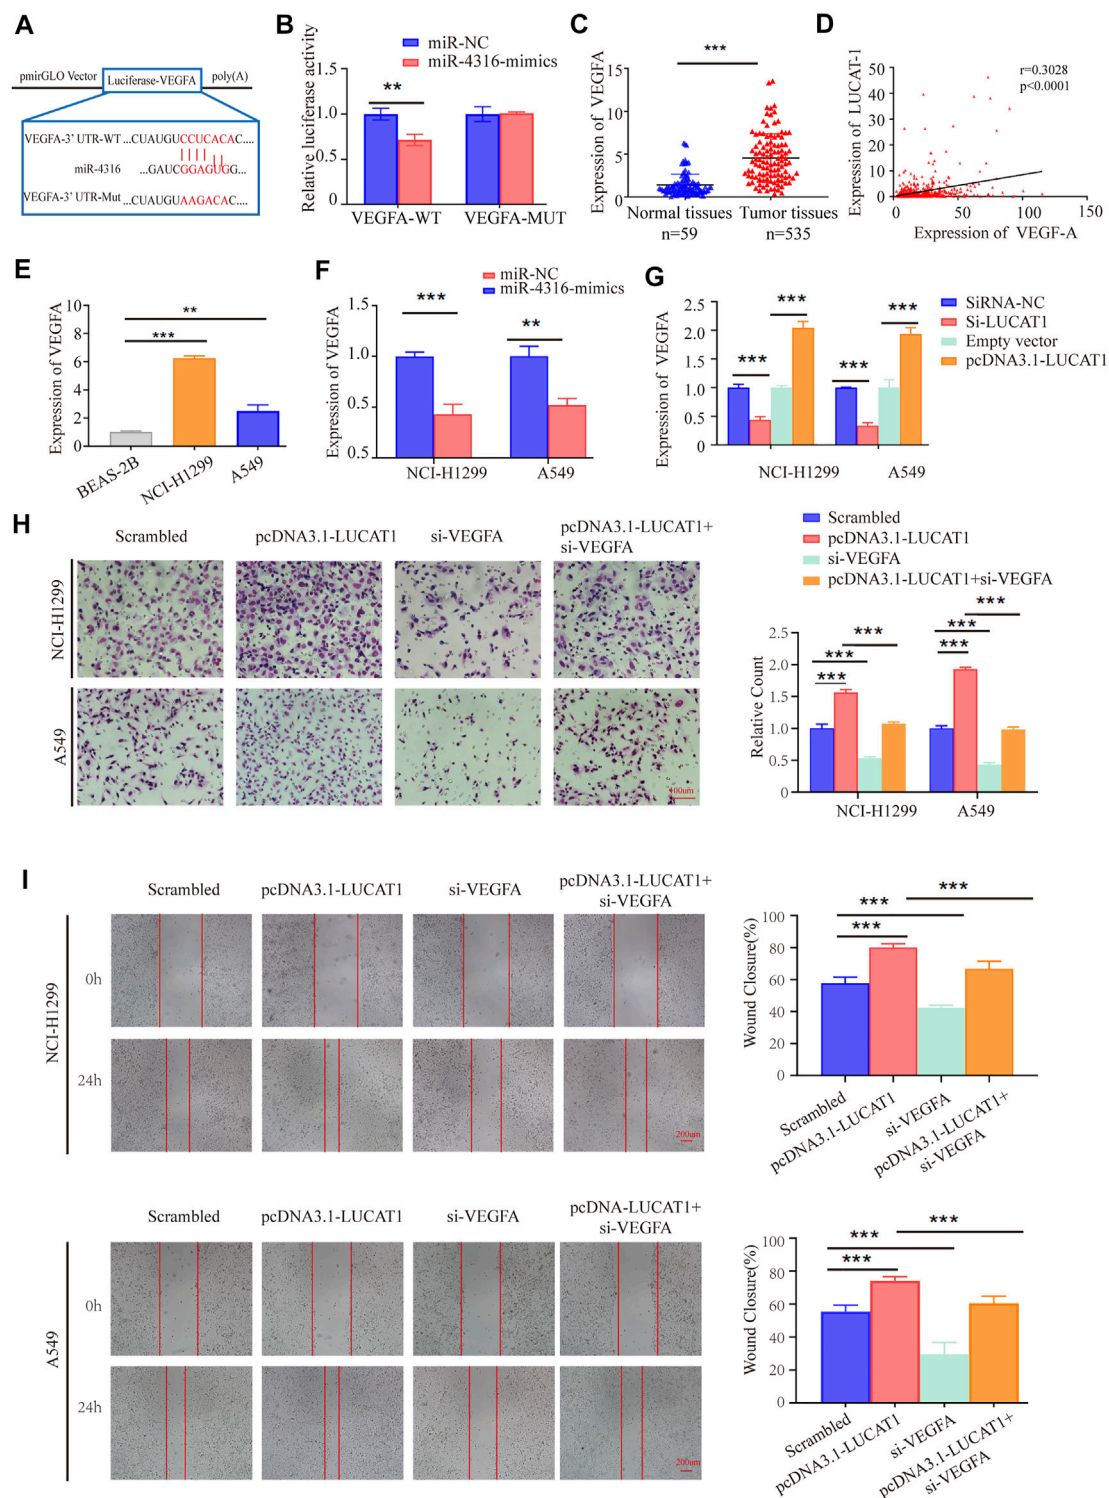 A
pmirGLO Vector
Luciferase-VEGFA
poly(A)
VEGFA-3' UTR-WT ...CUAUGUCCUCACAC....
miR-4316 ...GAUCGGAGUGG...
VEGFA-3' UTR-Mut ...CUAUGUAAGACAC....
B
miR-NC
miR-4316-mimics
Relative luciferase activity
1.5
1.0
0.5
0
**
VEGFA-WT
VEGFA-MUT
C
Expression of VEGFA
15
10
5
0
***
Normal tissues
Tumor tissues
n=59
n=535
D
Expression of LUCAT-1
50
40
30
20
10
0
r=0.3028
p<0.0001
0
50
100
150
Expression of VEGF-A
E
Expression of VEGFA
10
8
6
4
2
0
**
***
BEAS-2B
NCI-H1299
A549
F
miR-NC
miR-4316-mimics
Expression of VEGFA
1.5
1.0
0.5
0.5
***
**
NCI-H1299
A549
G
SiRNA-NC
Si-LUCAT1
Empty vector
pcDNA3.1-LUCAT1
Expression of VEGFA
2.5
2.0
1.5
1.0
0.5
0
***
***
***
***
NCI-H1299
A549
H
Scrambled
pcDNA3.1-LUCAT1
si-VEGFA
pcDNA3.1-LUCAT1+
si-VEGFA
NCI-H1299
A549
100um
Scrambled
pcDNA3.1-LUCAT1
si-VEGFA
pcDNA3.1-LUCAT1+si-VEGFA
Relative Count
2.5
2.0
1.5
1.0
0.5
0
***
***
***
***
***
***
NCI-H1299
A549
I
Scrambled
pcDNA3.1-LUCAT1
si-VEGFA
pcDNA3.1-LUCAT1+
si-VEGFA
NCI-H1299
0h
24h
200um
Wound Closure(%)
100
80
60
40
20
0
***
***
***
Scrambled
pcDNA3.1-LUCAT1
si-VEGFA
pcDNA3.1-LUCAT1+
si-VEGFA
Scrambled
pcDNA3.1-LUCAT1
si-VEGFA
pcDNA-LUCAT1+
si-VEGFA
A549
0h
24h
200um
Wound Closure(%)
100
80
60
40
20
0
***
***
***
Scrambled
pcDNA3.1-LUCAT1
si-VEGFA
pcDNA3.1-LUCAT1+
si-VEGFA